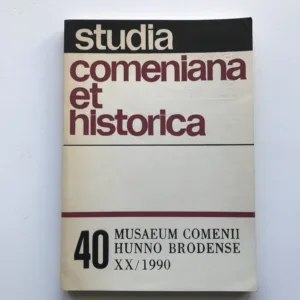 studia
comeniana
et
historica
40
MUSAEUM COMENII
HUNNO BRODENSE
XX/1990